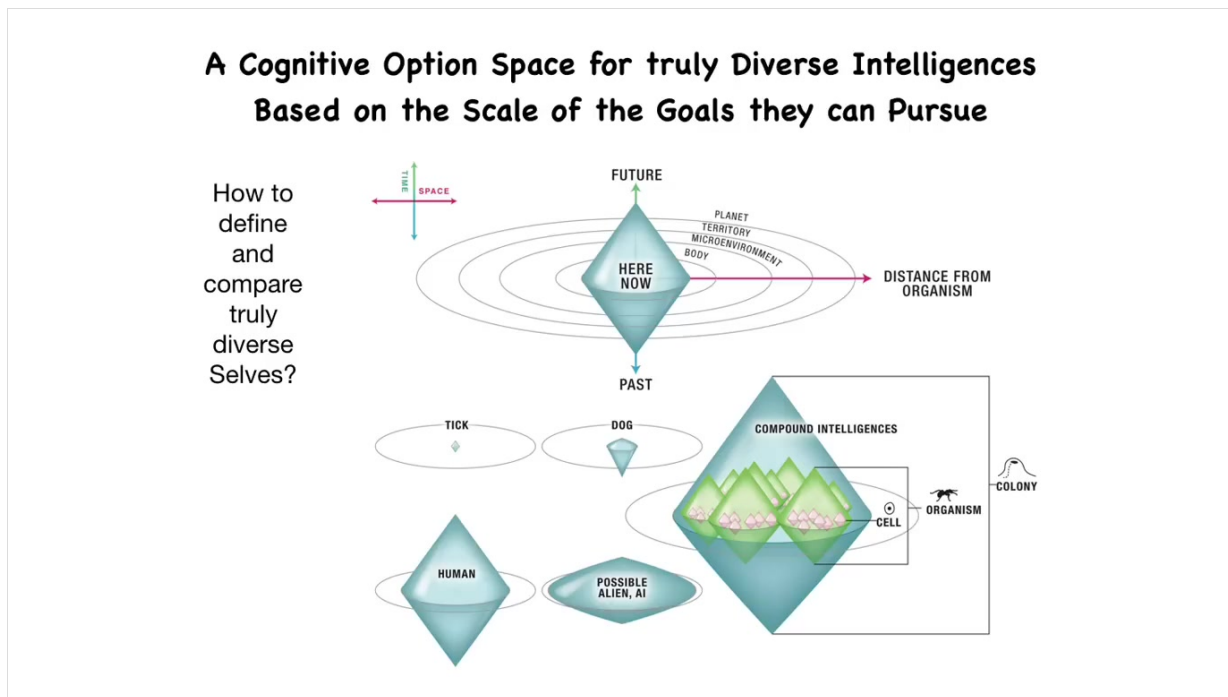 A Cognitive Option Space for truly Diverse Intelligences
Based on the Scale of the Goals they can Pursue
How to
define
and
compare
truly
diverse
Selves?
TIME
SPACE
FUTURE
PLANET
TERRITORY
MICROENVIRONMENT
BODY
HERE
NOW
DISTANCE FROM
ORGANISM
PAST
TICK
DOG
HUMAN
POSSIBLE
ALIEN, AI
COMPOUND INTELLIGENCES
CELL
ORGANISM
COLONY